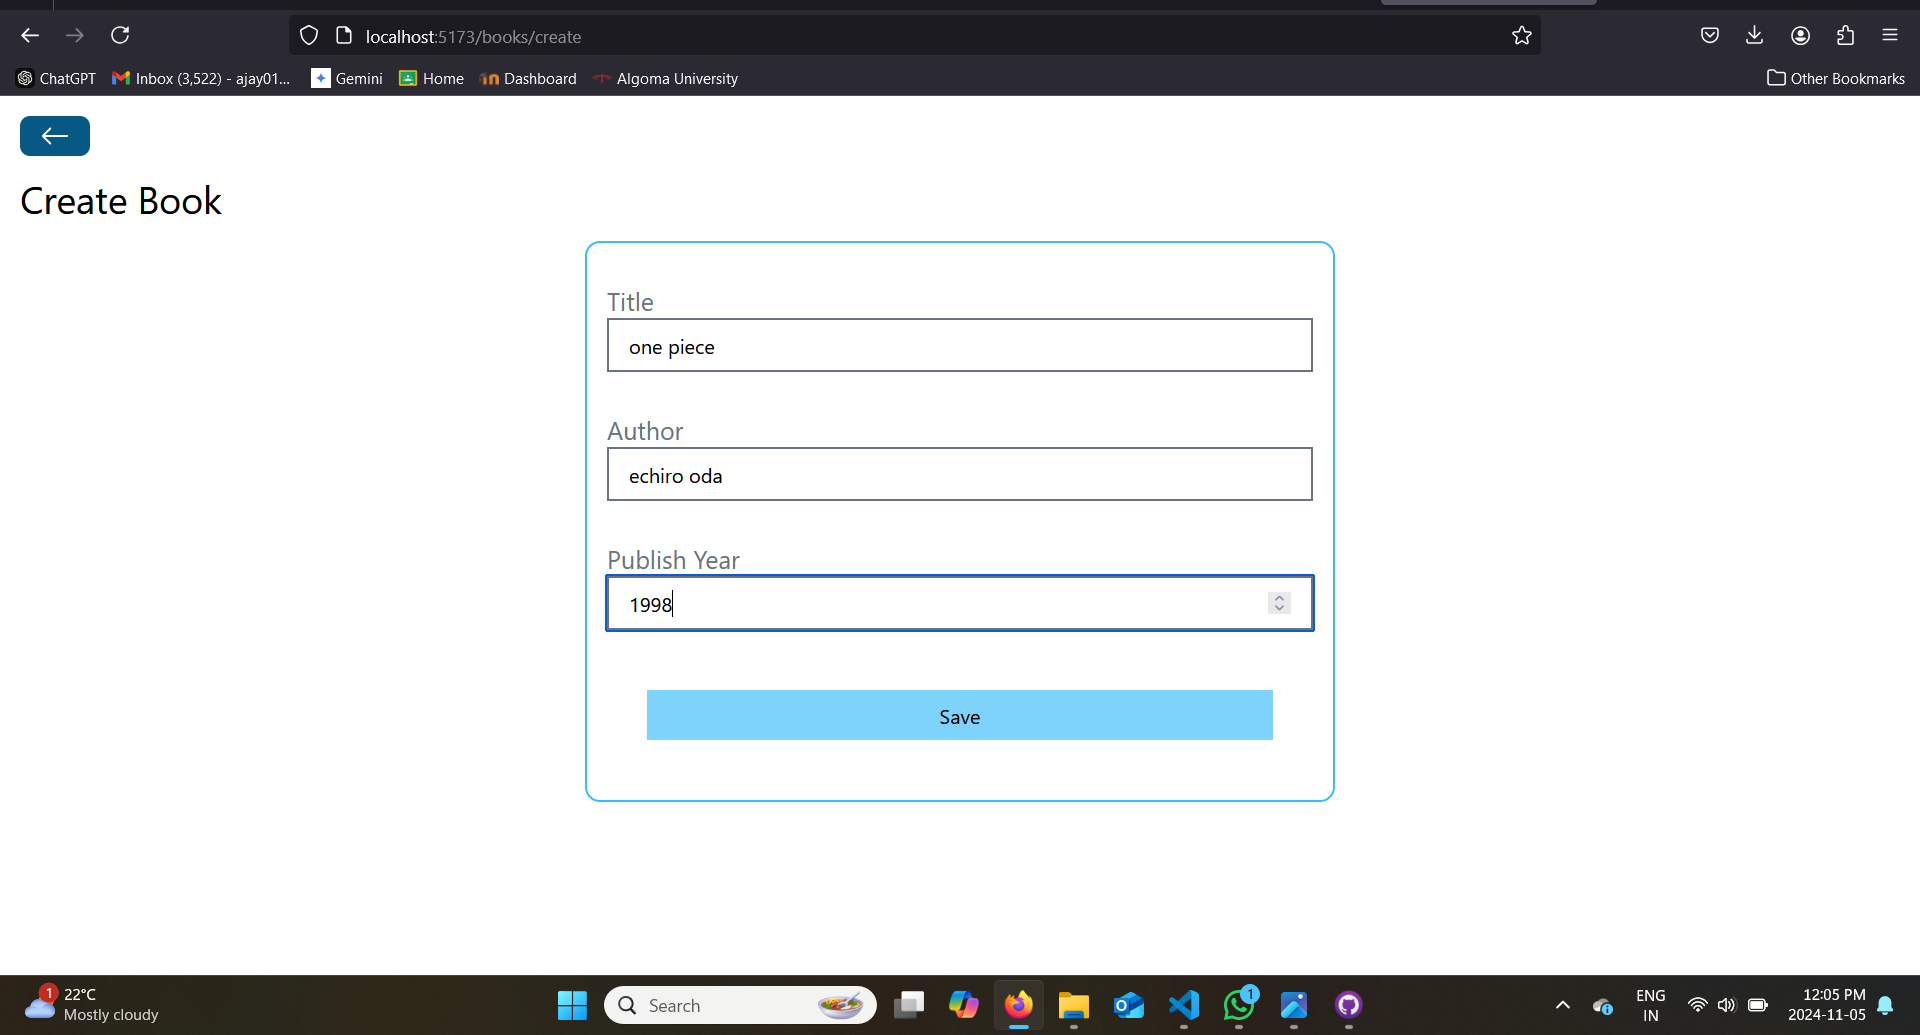 localhost:5173/books/create
ChatGPT
Inbox (3,522) - ajay01...
Gemini
Home
Dashboard
Algoma University
Other Bookmarks
Create Book
Title
one piece
Author
echiro oda
Publish Year
1998
Save
1
22°C
Mostly cloudy
Search
1
ENG
IN
12:05 PM
2024-11-05